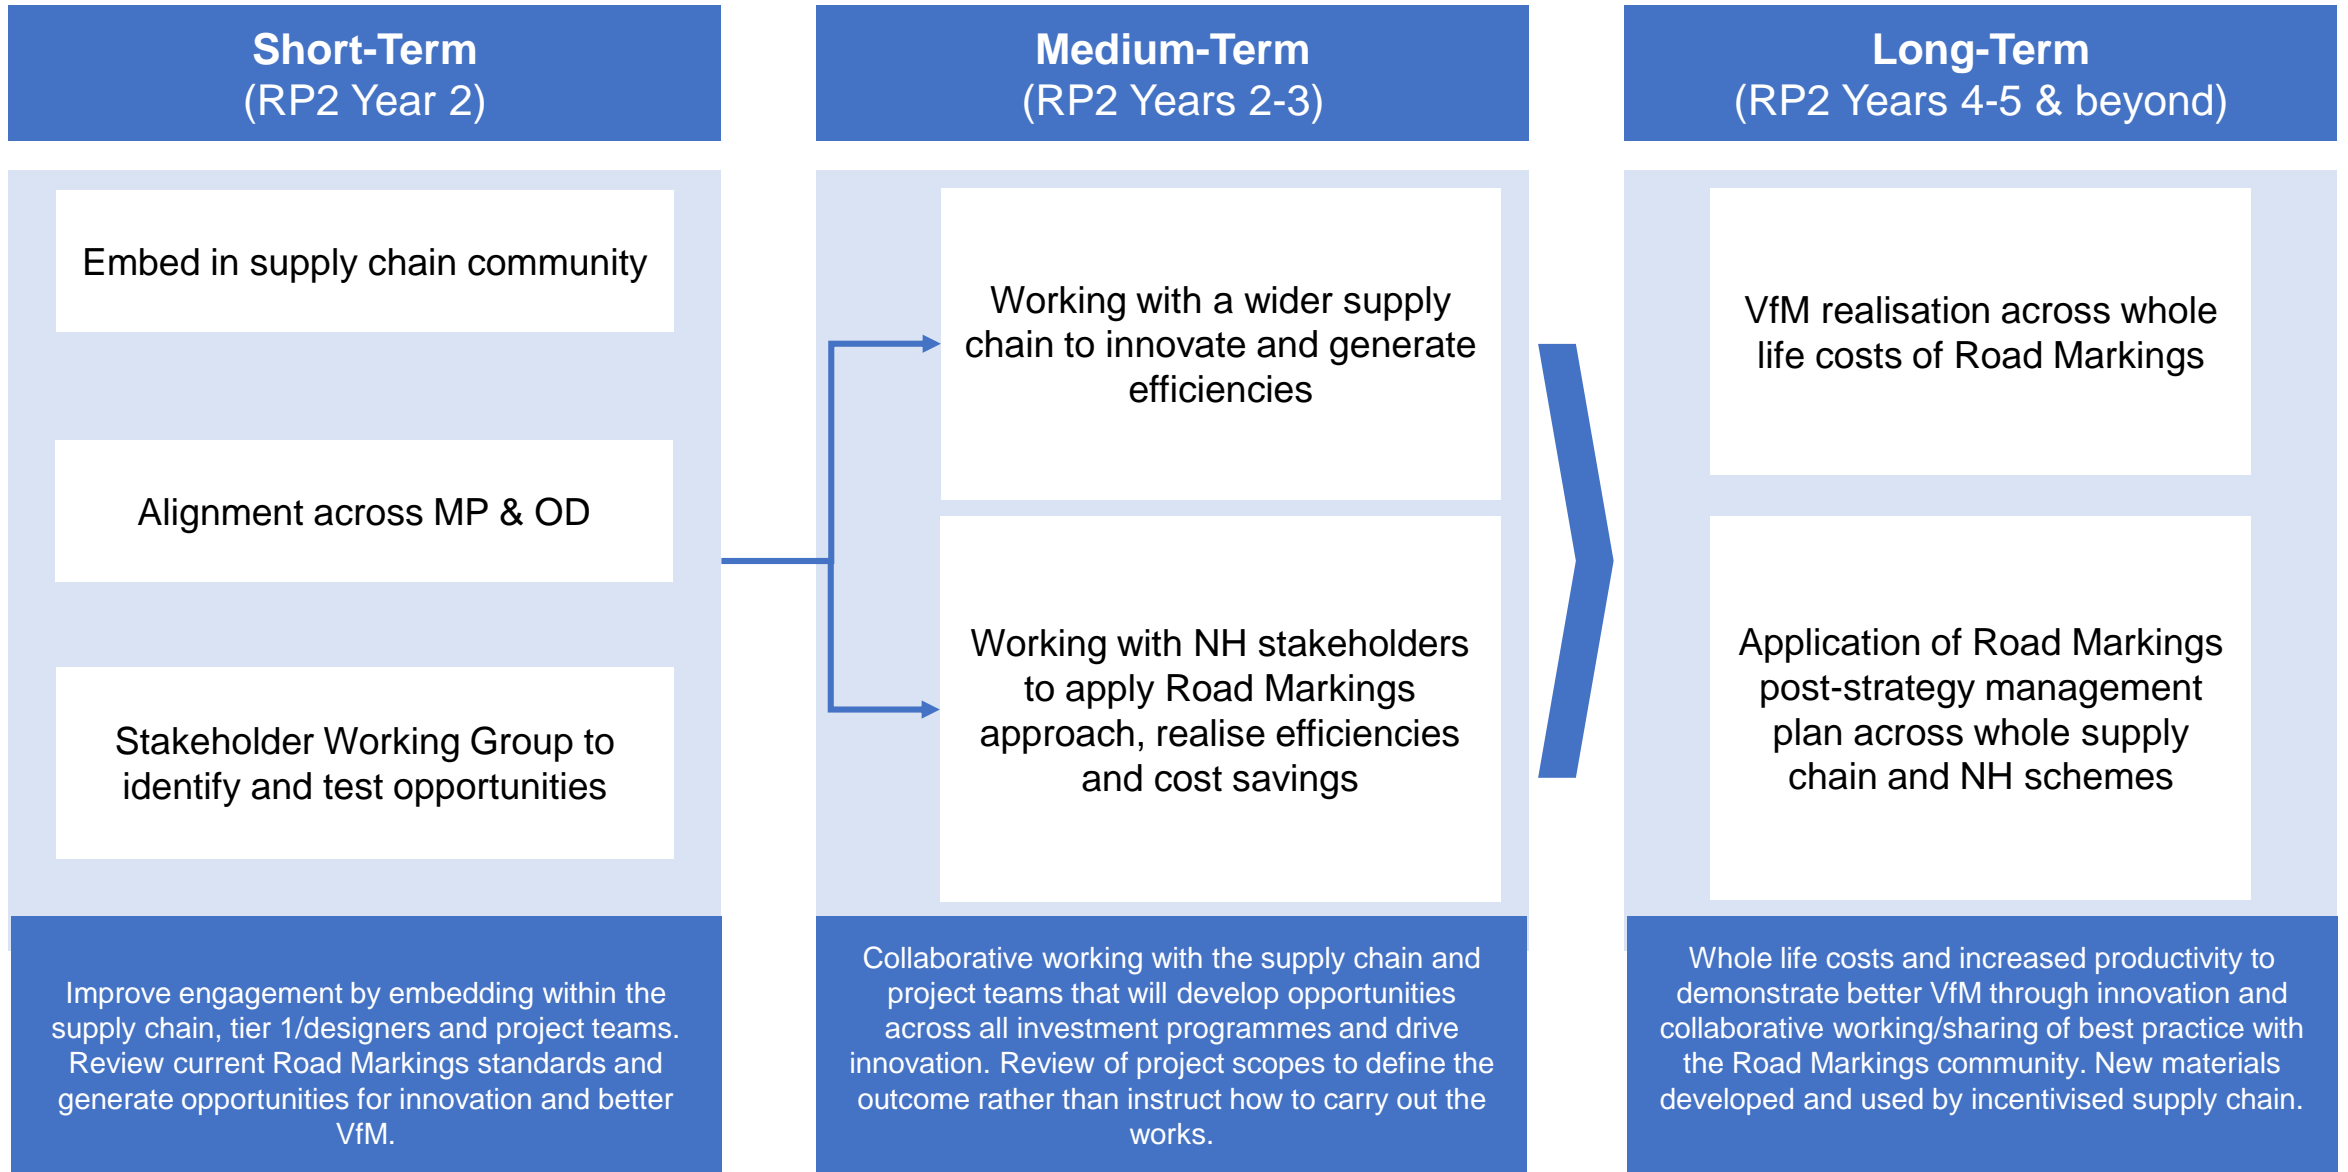 Short-Term
(RP2 Year 2)
Embed in supply chain community
Alignment across MP & OD
Stakeholder Working Group to
identify and test opportunities
Improve engagement by embedding within the
supply chain, tier 1/designers and project teams.
Review current Road Markings standards and
generate opportunities for innovation and better
VfM.
Medium-Term
(RP2 Years 2-3)
Working with a wider supply
chain to innovate and generate
efficiencies
Working with NH stakeholders
to apply Road Markings
approach, realise efficiencies
and cost savings
Collaborative working with the supply chain and
project teams that will develop opportunities
across all investment programmes and drive
innovation. Review of project scopes to define the
outcome rather than instruct how to carry out the
works.
Long-Term
(RP2 Years 4-5 & beyond)
VfM realisation across whole
life costs of Road Markings
Application of Road Markings
post-strategy management
plan across whole supply
chain and NH schemes
Whole life costs and increased productivity to
demonstrate better VfM through innovation and
collaborative working/sharing of best practice with
the Road Markings community. New materials
developed and used by incentivised supply chain.